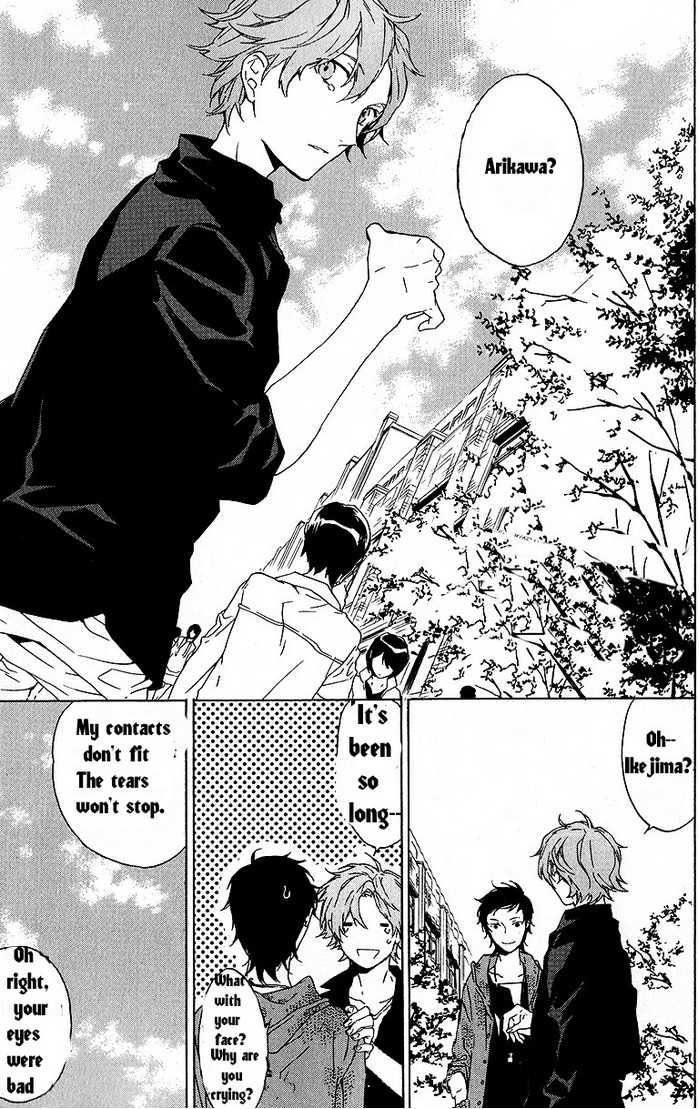 Arikawa?
Oh--
Ikejima?
It's
been
so
long--
What
with
your
face?
Why are
you
crying?
My contacts
don't fit
The tears
won't stop.
Oh
right,
your
eyes
were
bad